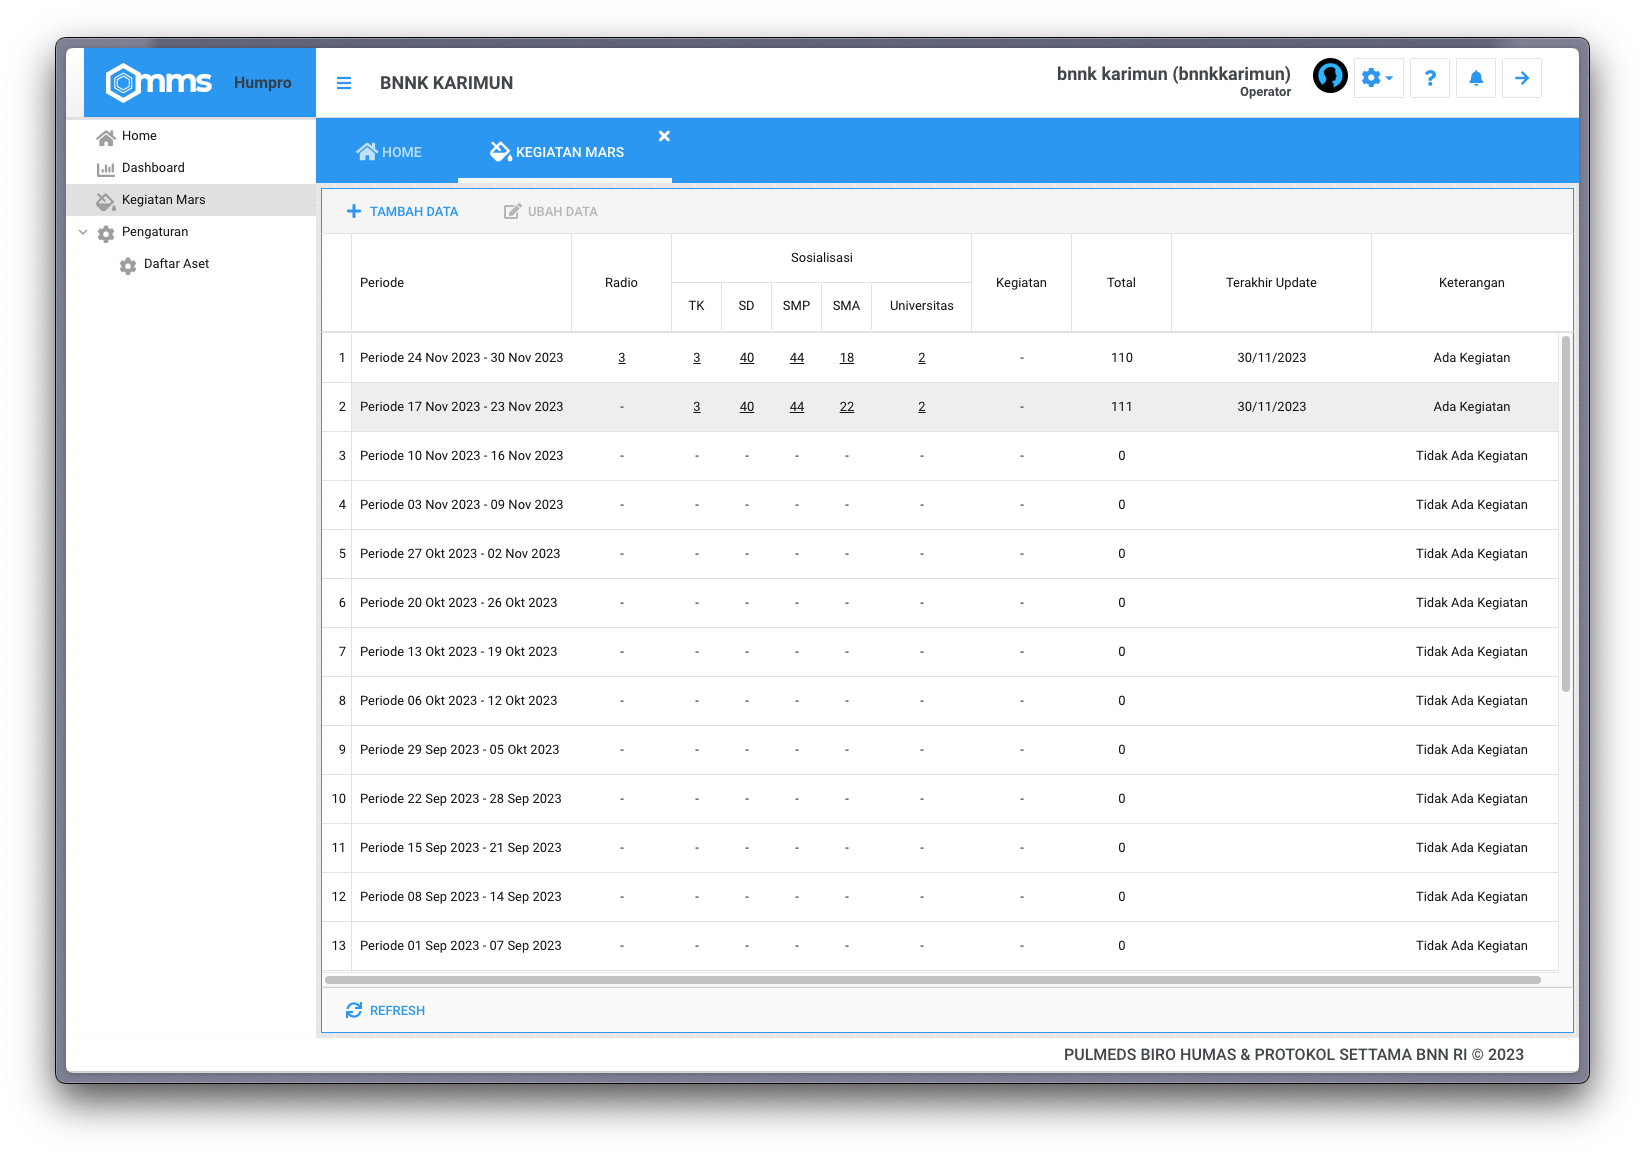 mms Humpro
BNNK KARIMUN
bnnk karimun (bnnkkarimun)
Operator
?
Home
Dashboard
Kegiatan Mars
Pengaturan
Daftar Aset
HOME
KEGIATAN MARS
TAMBAH DATA
UBAH DATA
Periode Radio Sosialisasi Kegiatan Total Terakhir Update Keterangan
TK SD SMP SMA Universitas
1 Periode 24 Nov 2023 - 30 Nov 2023 3 3 40 44 18 2 - 110 30/11/2023 Ada Kegiatan
2 Periode 17 Nov 2023 - 23 Nov 2023 - 3 40 44 22 2 - 111 30/11/2023 Ada Kegiatan
3 Periode 10 Nov 2023 - 16 Nov 2023 - - - - - - - 0 Tidak Ada Kegiatan
4 Periode 03 Nov 2023 - 09 Nov 2023 - - - - - - - 0 Tidak Ada Kegiatan
5 Periode 27 Okt 2023 - 02 Nov 2023 - - - - - - - 0 Tidak Ada Kegiatan
6 Periode 20 Okt 2023 - 26 Okt 2023 - - - - - - - 0 Tidak Ada Kegiatan
7 Periode 13 Okt 2023 - 19 Okt 2023 - - - - - - - 0 Tidak Ada Kegiatan
8 Periode 06 Okt 2023 - 12 Okt 2023 - - - - - - - 0 Tidak Ada Kegiatan
9 Periode 29 Sep 2023 - 05 Okt 2023 - - - - - - - 0 Tidak Ada Kegiatan
10 Periode 22 Sep 2023 - 28 Sep 2023 - - - - - - - 0 Tidak Ada Kegiatan
11 Periode 15 Sep 2023 - 21 Sep 2023 - - - - - - - 0 Tidak Ada Kegiatan
12 Periode 08 Sep 2023 - 14 Sep 2023 - - - - - - - 0 Tidak Ada Kegiatan
13 Periode 01 Sep 2023 - 07 Sep 2023 - - - - - - - 0 Tidak Ada Kegiatan
REFRESH
PULMEDS BIRO HUMAS & PROTOKOL SETTAMA BNN RI © 2023